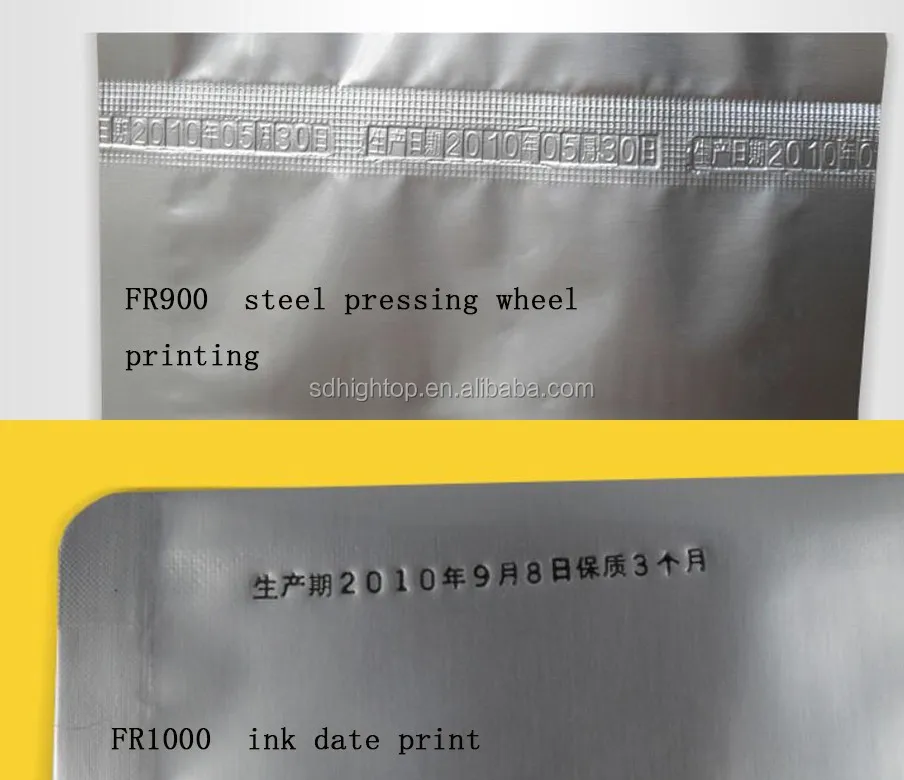 日期2010年05月30日 生产日期2010年05月30日 生产日期2010年0
FR900 steel pressing wheel
printing
sdhightop.en.alibaba.com
生产期2010年9月8日保质3个月
FR1000 ink date print